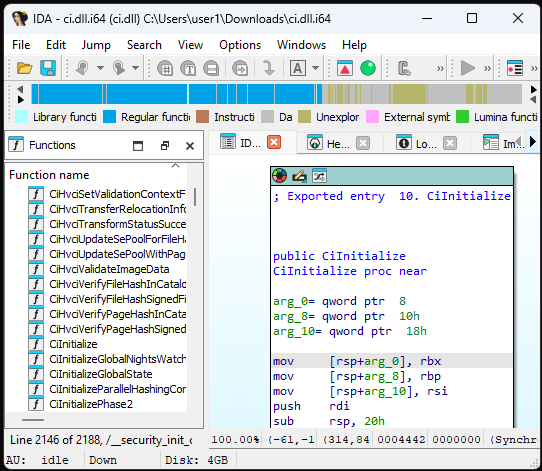 IDA - ci.dll.i64 (ci.dll) C:\Users\user1\Downloads\ci.dll.i64
File Jump Search View Options Windows
Library functi Regular functi Instructi Da Unexplor External symb Lumina functi
Functions
ID... He... Lo... Im...
Function name
CiHvciSetValidationContextF
CiHvciTransferRelocationInfo
CiHvciTransformStatusSucce
CiHvciUpdateSePoolForFileHa
CiHvciUpdateSePoolWithPag
CiHvciValidateImageData
CiHvciVerifyFileHashInCatalo
CiHvciVerifyFileHashSignedFi
CiHvciVerifyPageHashInCata
CiHvciVerifyPageHashSigned
CiInitialize
CiInitializeGlobalNightsWatch
CiInitializeGlobalState
CiInitializeParallelHashingCor
CiInitializePhase2
Line 2146 of 2188, /__security_init_c
; Exported entry 10. CiInitialize
public CiInitialize
CiInitialize proc near
arg_0= qword ptr 8
arg_8= qword ptr 10h
arg_10= qword ptr 18h
mov [rsp+arg_0], rbx
mov [rsp+arg_8], rbp
mov [rsp+arg_10], rsi
push rdi
sub rsp, 20h
100.00% (-61,-1 (314,84 0004442 0000000 (Synchr
AU: idle Down Disk: 4GB